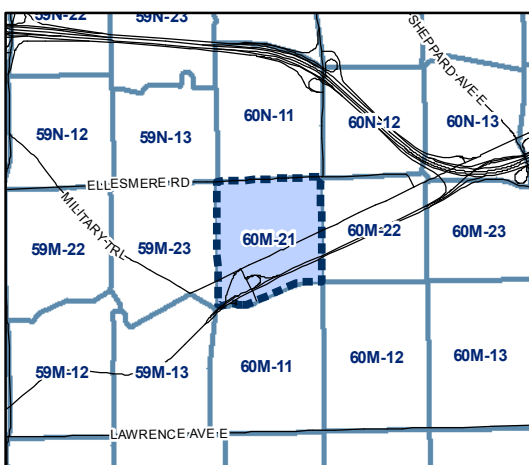 59N-22
59N-23
SHEPPARD AVE E
60N-11
60N-12
60N-13
59N-12
59N-13
ELLESMERE RD
MILITARY TRL
60M-21
60M-22
60M-23
59M-22
59M-23
60M-11
60M-12
60M-13
59M-12
59M-13
LAWRENCE AVE E